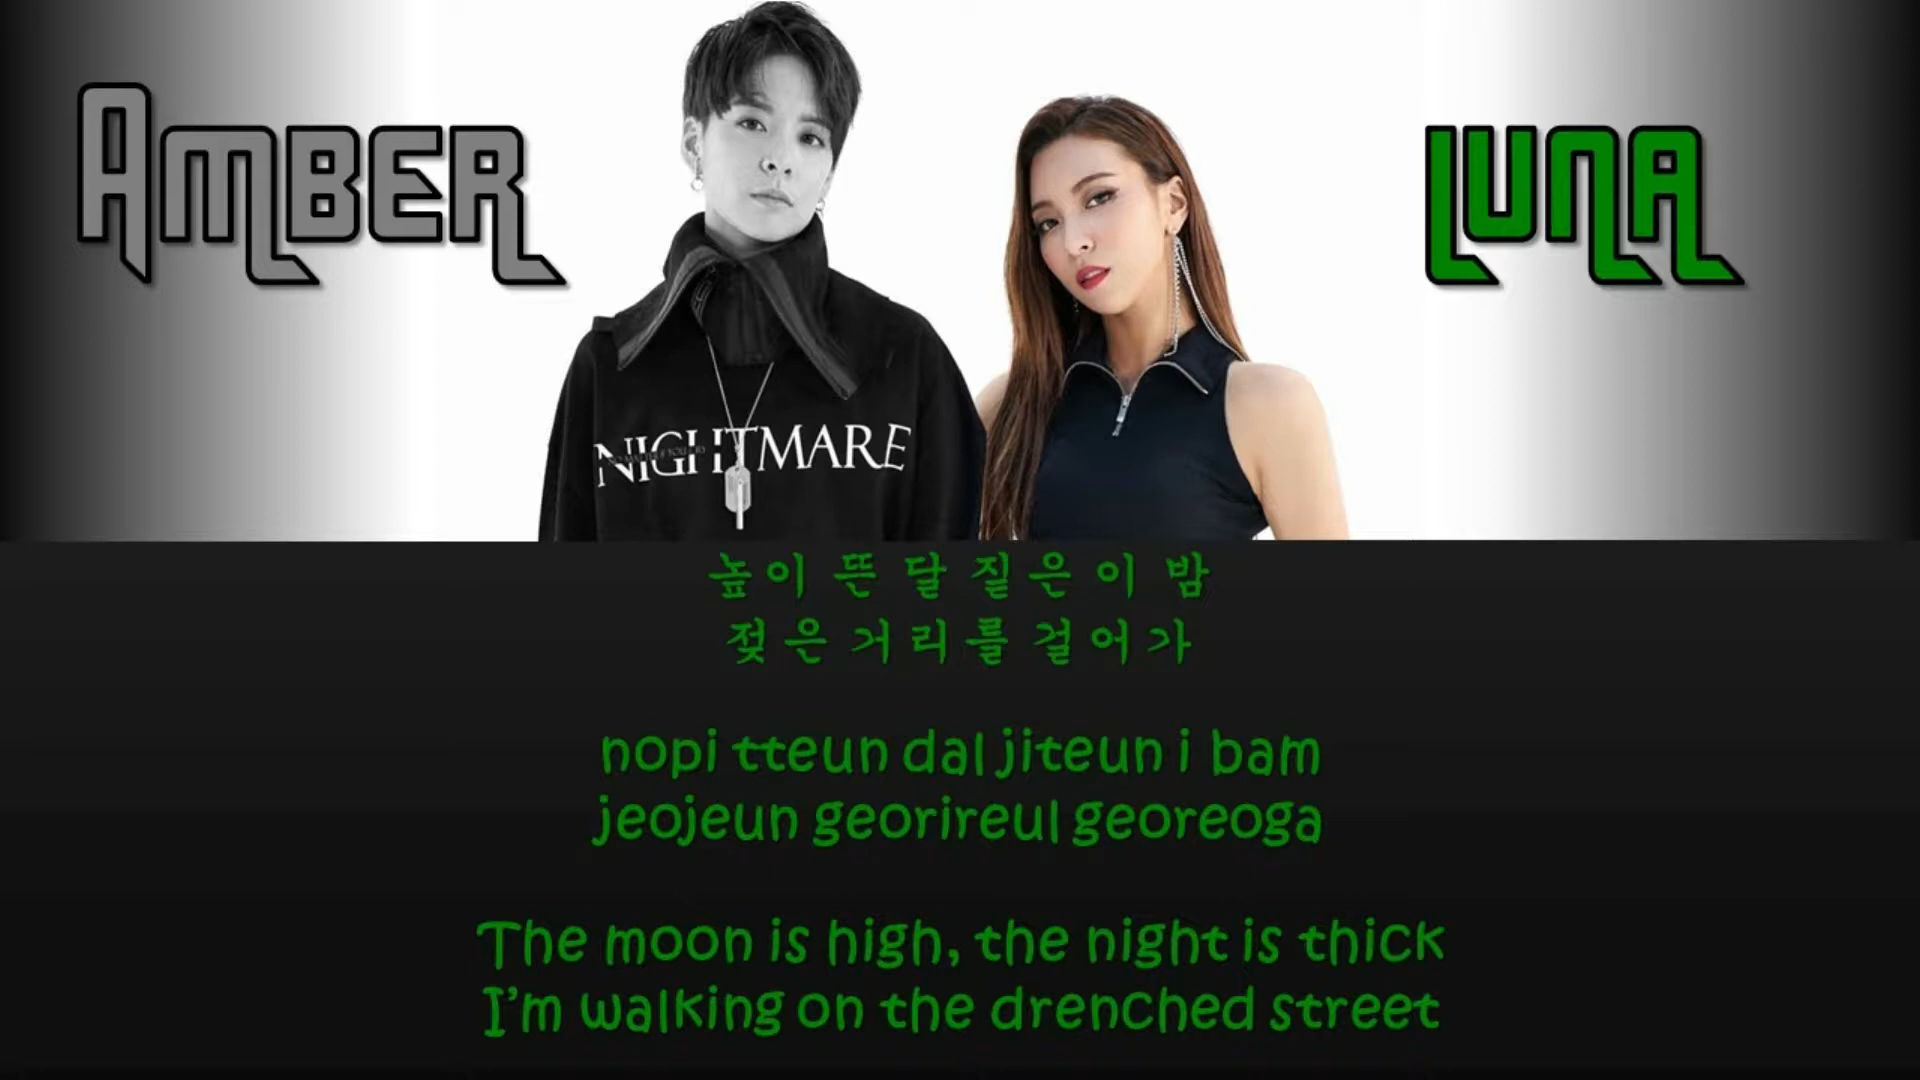 AMBER
LUNA
NIGHTMARE
높이 뜬 달 질은 이 밤
젖은 거리를 걸어가
nopi tteun dal jiteun i bam
jeojeun georireul georeoga
The moon is high, the night is thick
I'm walking on the drenched street